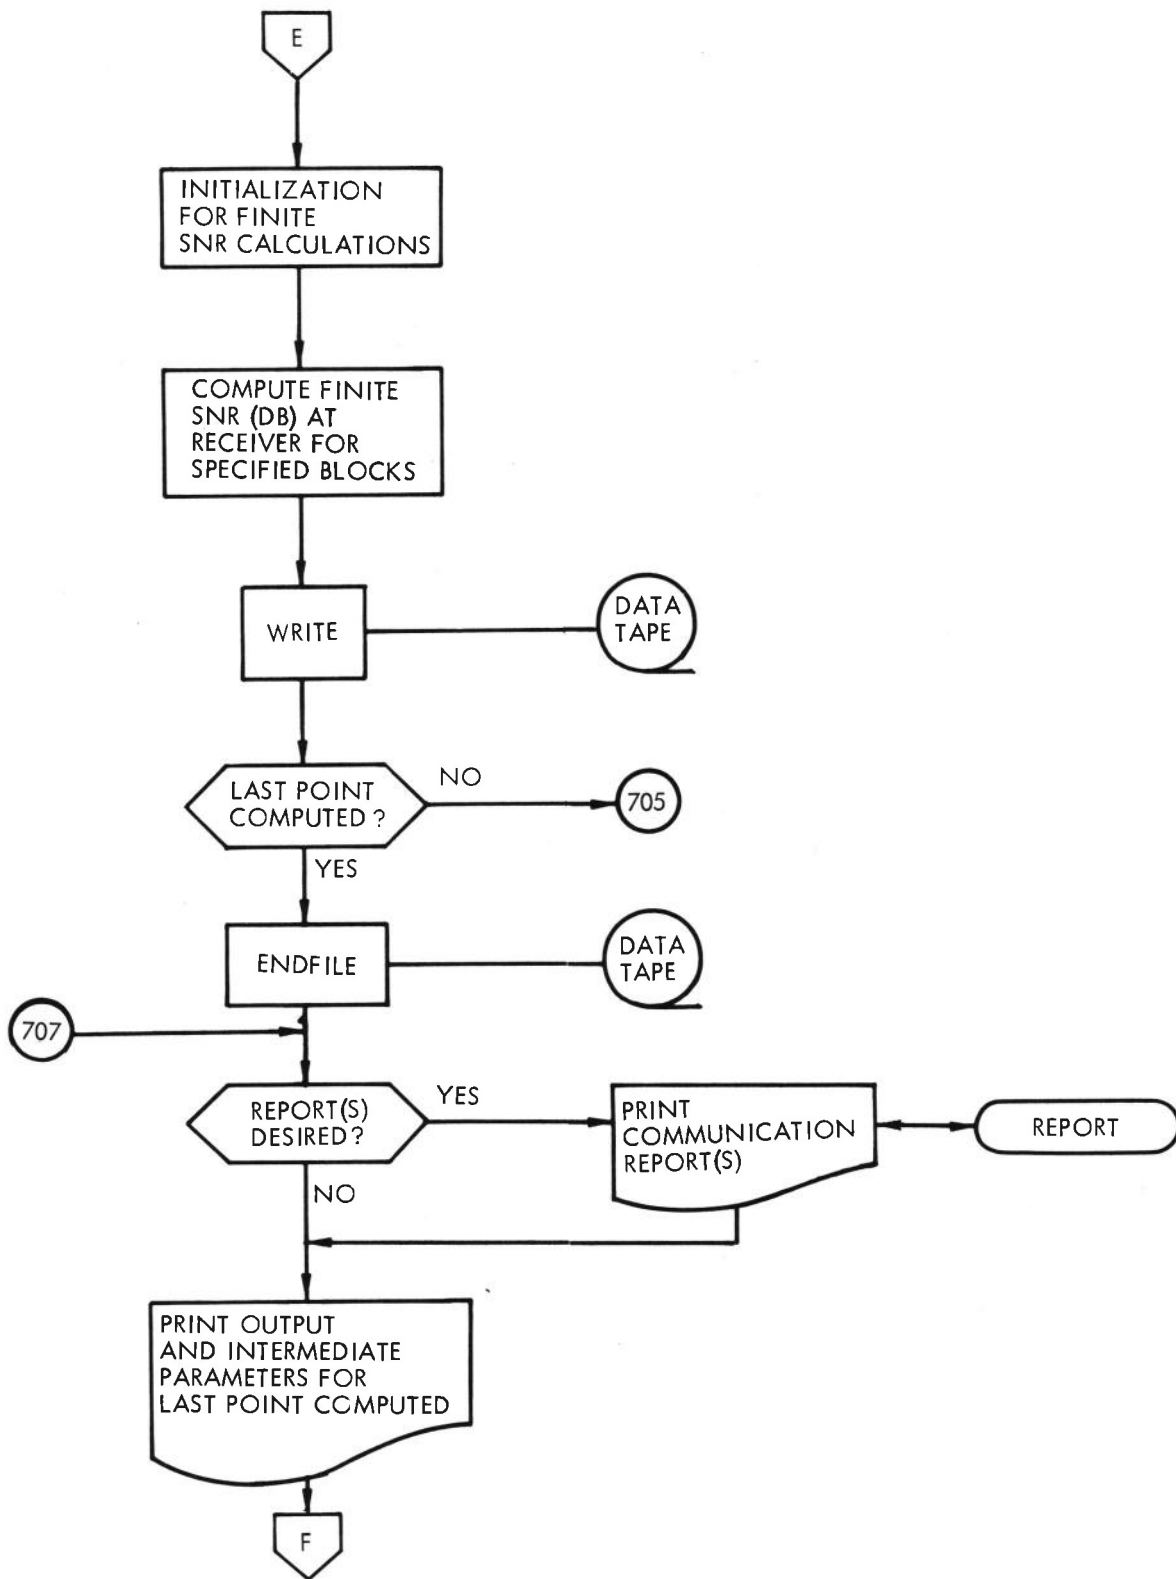 E
INITIALIZATION
FOR FINITE
SNR CALCULATIONS
COMPUTE FINITE
SNR (DB) AT
RECEIVER FOR
SPECIFIED BLOCKS
WRITE
DATA
TAPE
LAST POINT
COMPUTED?
NO
705
YES
ENDFILE
DATA
TAPE
707
REPORT(S)
DESIRED?
YES
PRINT
COMMUNICATION
REPORT(S)
REPORT
NO
PRINT OUTPUT
AND INTERMEDIATE
PARAMETERS FOR
LAST POINT COMPUTED
F